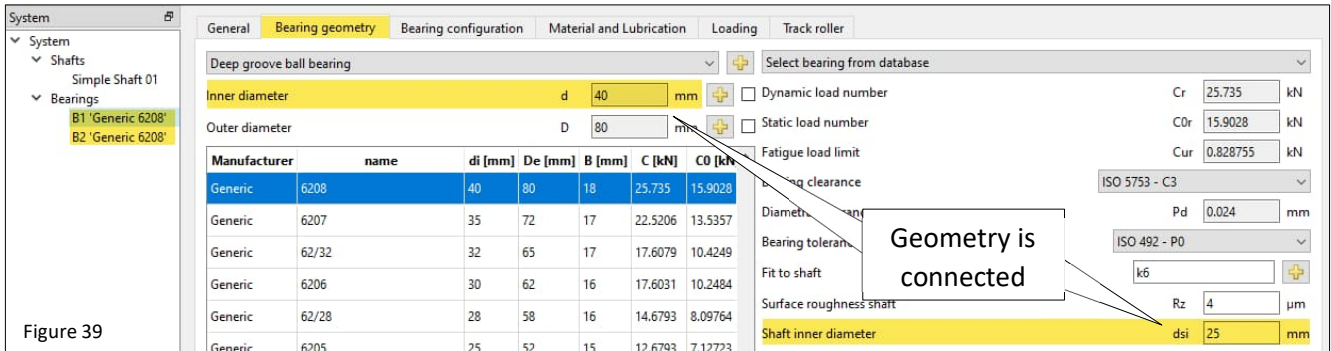 System
General Bearing geometry Bearing configuration Material and Lubrication Loading Track roller
System
Shafts
Simple Shaft 01
Bearings
B1 'Generic 6208'
B2 'Generic 6208'
Deep groove ball bearing
Inner diameter d 40 mm
Outer diameter D 80 mm
Manufacturer name di [mm] De [mm] B [mm] C [kN] C0 [kN
Generic 6208 40 80 18 25.735 15.9028
Generic 6207 35 72 17 22.5206 13.5357
Generic 62/32 32 65 17 17.6079 10.4249
Generic 6206 30 62 16 17.6031 10.2484
Generic 62/28 28 58 16 14.6793 8.09764
Generic 6205 25 52 15 12.6793 7.12723
Select bearing from database
Dynamic load number Cr 25.735 kN
Static load number C0r 15.9028 kN
Fatigue load limit Cur 0.828755 kN
clearance ISO 5753 - C3
Pd 0.024 mm
Bearing ISO 492 - P0
Fit to shaft k6
Surface roughness shaft Rz 4 μm
Shaft inner diameter dsi 25 mm
Geometry is
connected
Figure 39